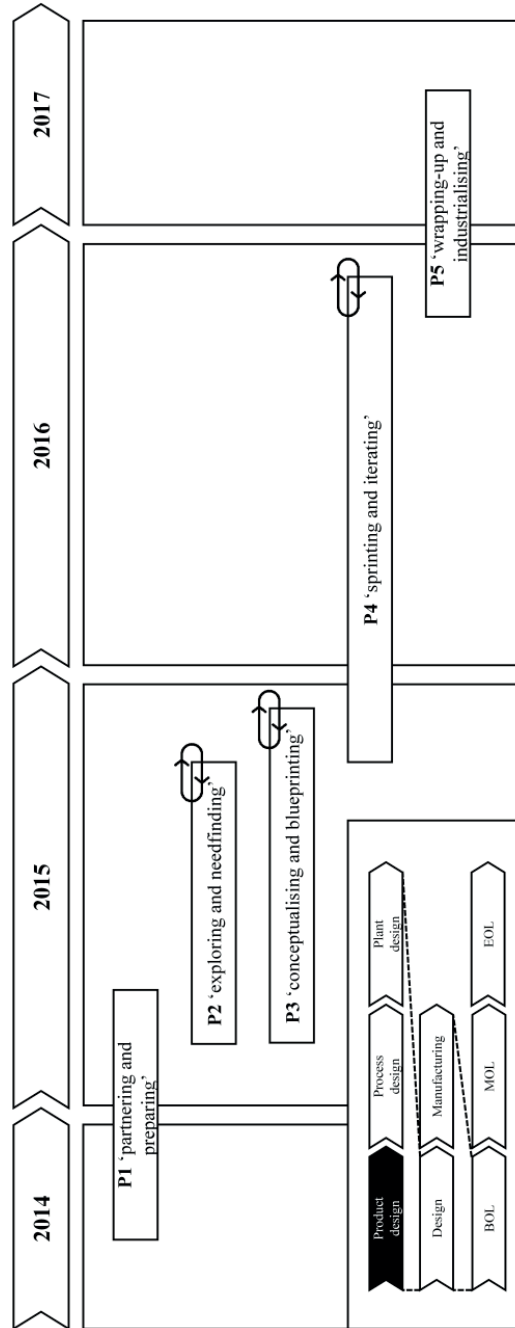 2014
2015
2016
2017
P1 ‘partnering and
preparing’
P2 ‘exploring and needfinding’
P3 ‘conceptualising and blueprinting’
P4 ‘sprinting and iterating’
P5 ‘wrapping-up and
industrialising’
Product
design
Process
design
Plant
design
Design
Manufacturing
BOL
MOL
EOL